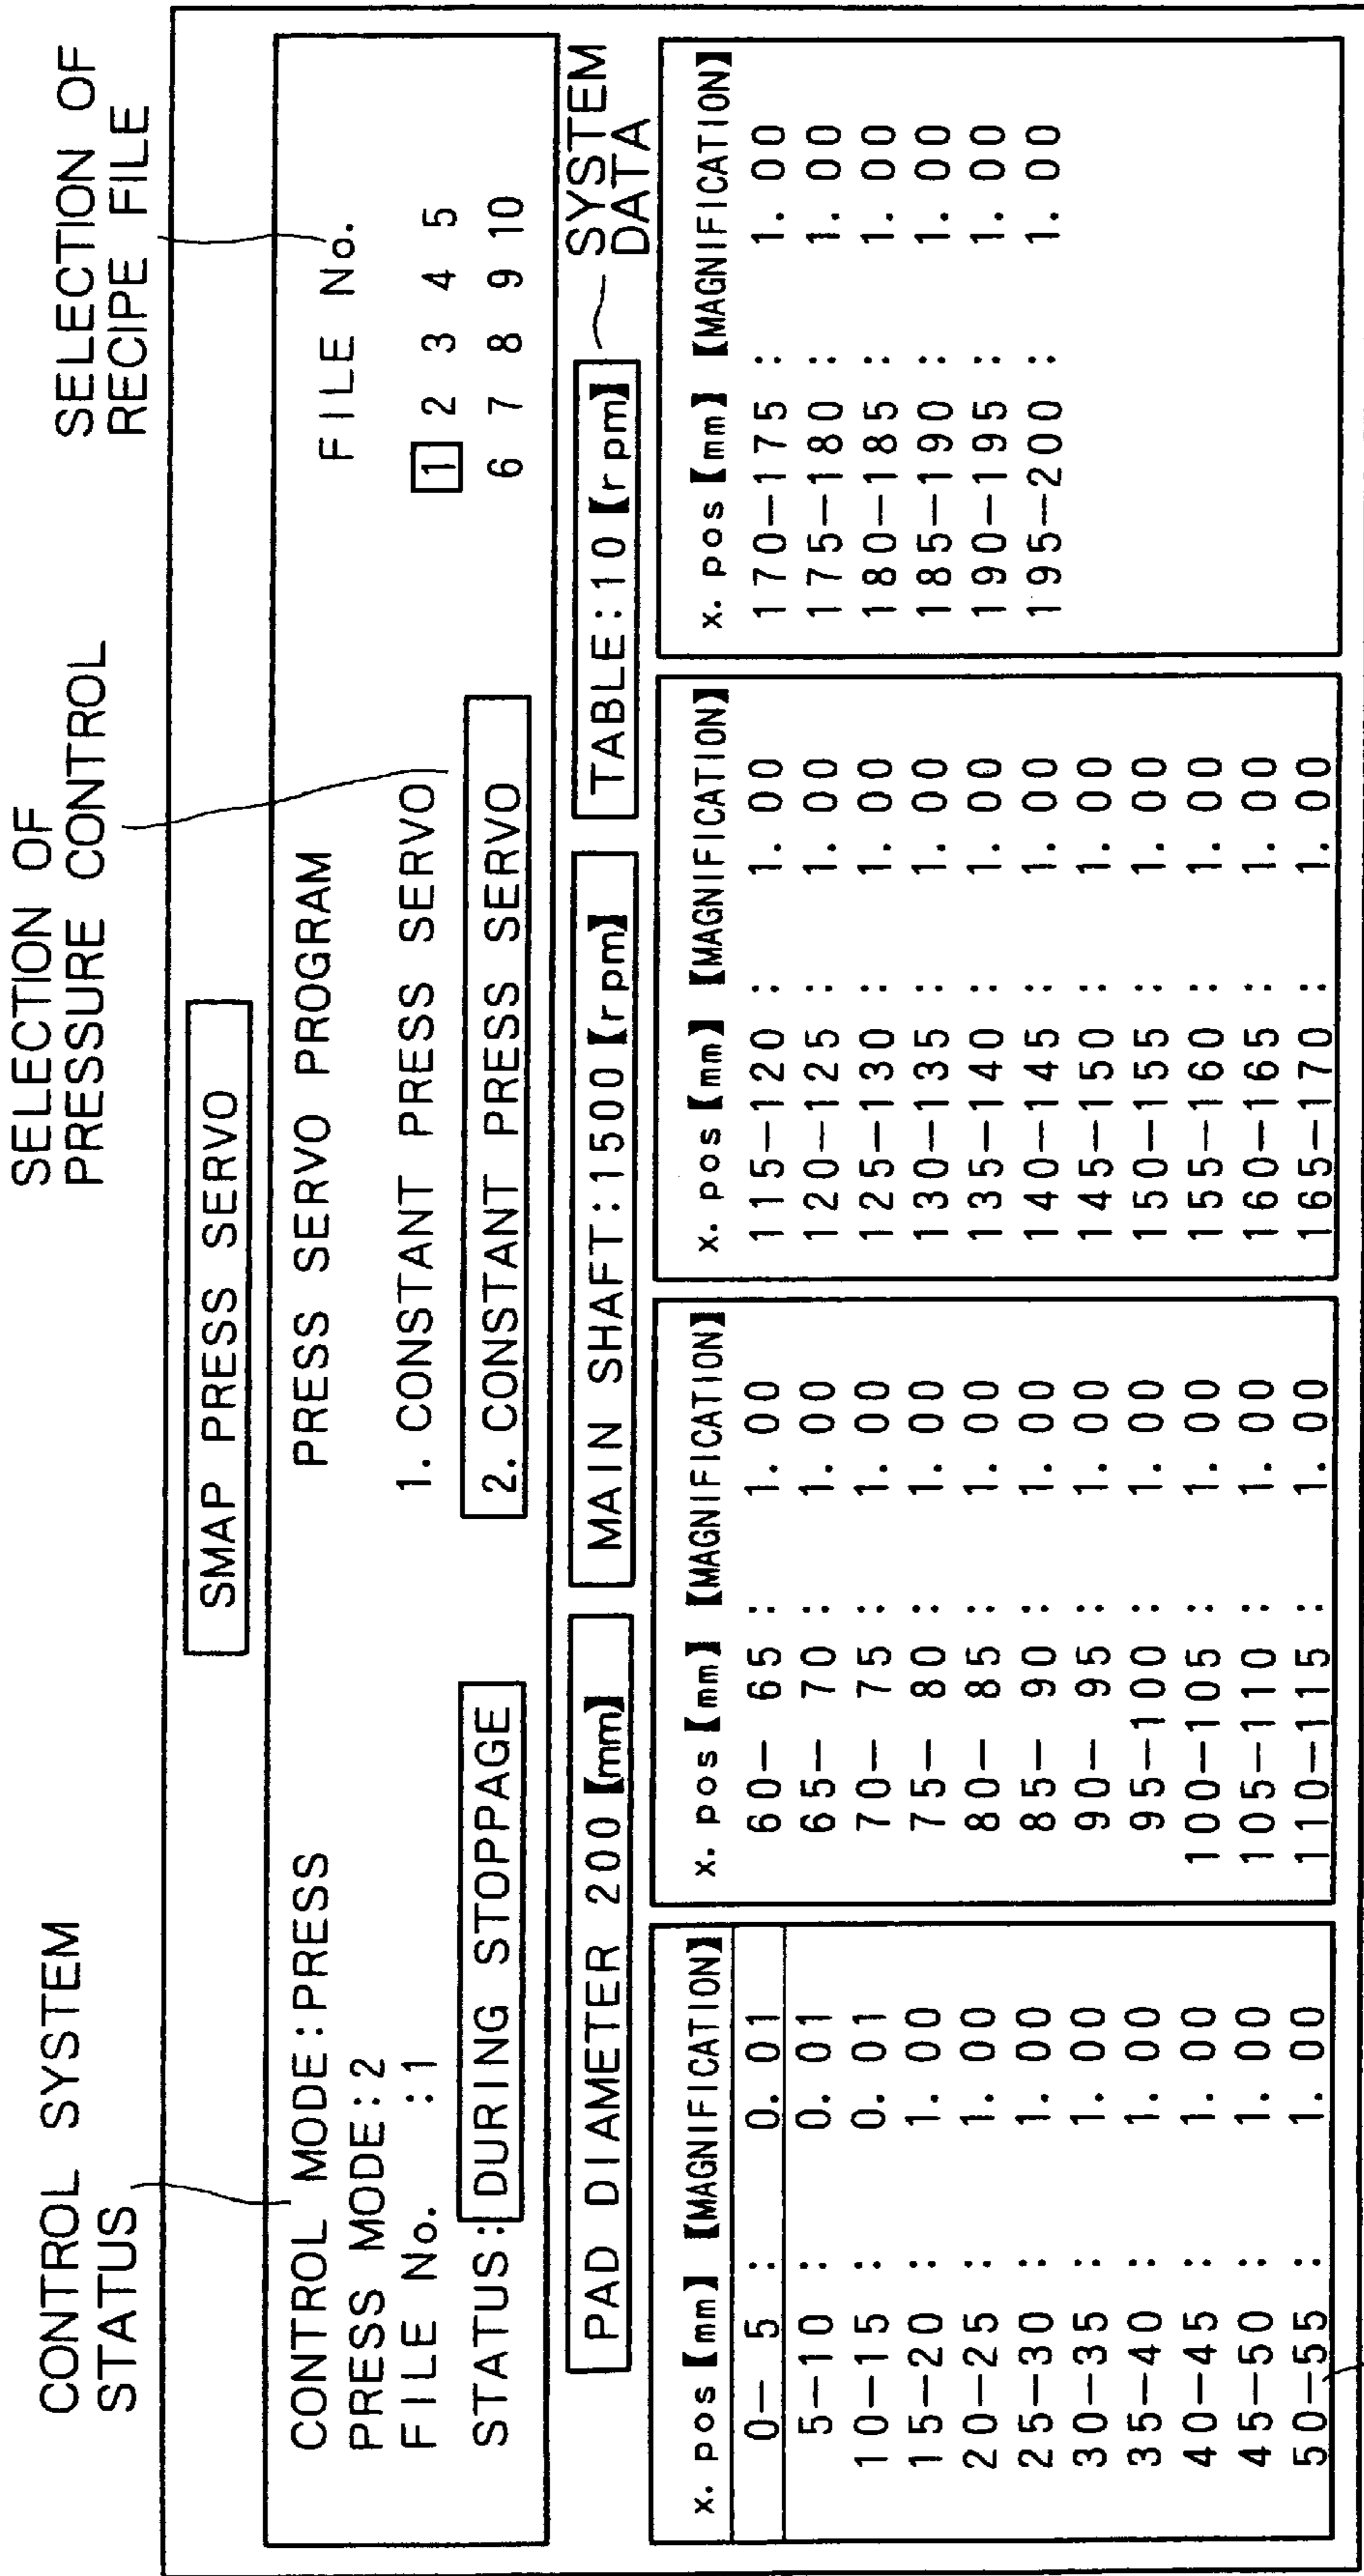 CONTROL SYSTEM
STATUS
SELECTION OF
PRESSURE CONTROL
SELECTION OF
RECIPE FILE
SMAP PRESS SERVO
CONTROL MODE:PRESS
PRESS MODE:2
FILE No. :1
STATUS: DURING STOPPAGE
PRESS SERVO PROGRAM
1. CONSTANT PRESS SERVO
2. CONSTANT PRESS SERVO
FILE No.
1 2 3 4 5
6 7 8 9 10
PAD DIAMETER 200【mm】
MAIN SHAFT:1500【rpm】
TABLE:10【rpm】
SYSTEM
DATA
x. pos【mm】【MAGNIFICATION】
0— 5 : 0. 01
5—10 : 0. 01
10—15 : 0. 01
15—20 : 1. 00
20—25 : 1. 00
25—30 : 1. 00
30—35 : 1. 00
35—40 : 1. 00
40—45 : 1. 00
45—50 : 1. 00
50—55 : 1. 00
x. pos【mm】【MAGNIFICATION】
60— 65 : 1. 00
65— 70 : 1. 00
70— 75 : 1. 00
75— 80 : 1. 00
80— 85 : 1. 00
85— 90 : 1. 00
90— 95 : 1. 00
95—100 : 1. 00
100—105 : 1. 00
105—110 : 1. 00
110—115 : 1. 00
x. pos【mm】【MAGNIFICATION】
115—120 : 1. 00
120—125 : 1. 00
125—130 : 1. 00
130—135 : 1. 00
135—140 : 1. 00
140—145 : 1. 00
145—150 : 1. 00
150—155 : 1. 00
155—160 : 1. 00
160—165 : 1. 00
165—170 : 1. 00
x. pos【mm】【MAGNIFICATION】
170—175 : 1. 00
175—180 : 1. 00
180—185 : 1. 00
185—190 : 1. 00
190—195 : 1. 00
195—200 : 1. 00